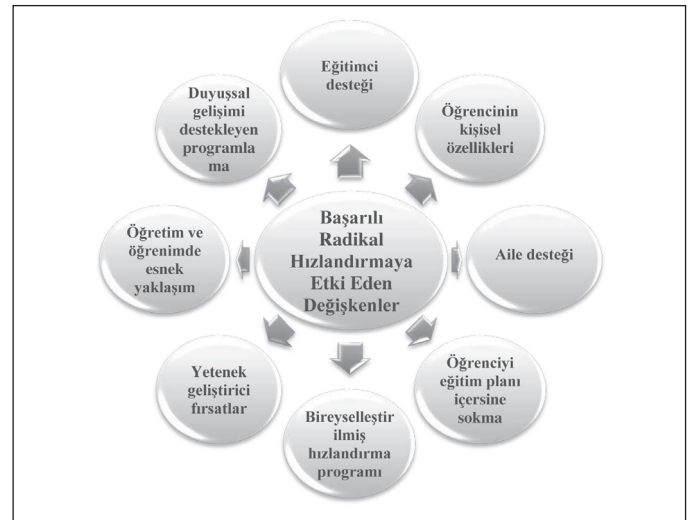 Eğitimci
desteği
Öğrencinin
kişisel
özellikleri
Aile desteği
Öğrenciyi
eğitim planı
içersine
sokma
Bireyselleştir
ilmiş
hızlandırma
programı
Yetenek
geliştirici
fırsatlar
Öğretim ve
öğrenimde
esnek
yaklaşım
Duyuşsal
gelişimi
destekleyen
programla
ma
Başarılı
Radikal
Hızlandırmaya
Etki Eden
Değişkenler